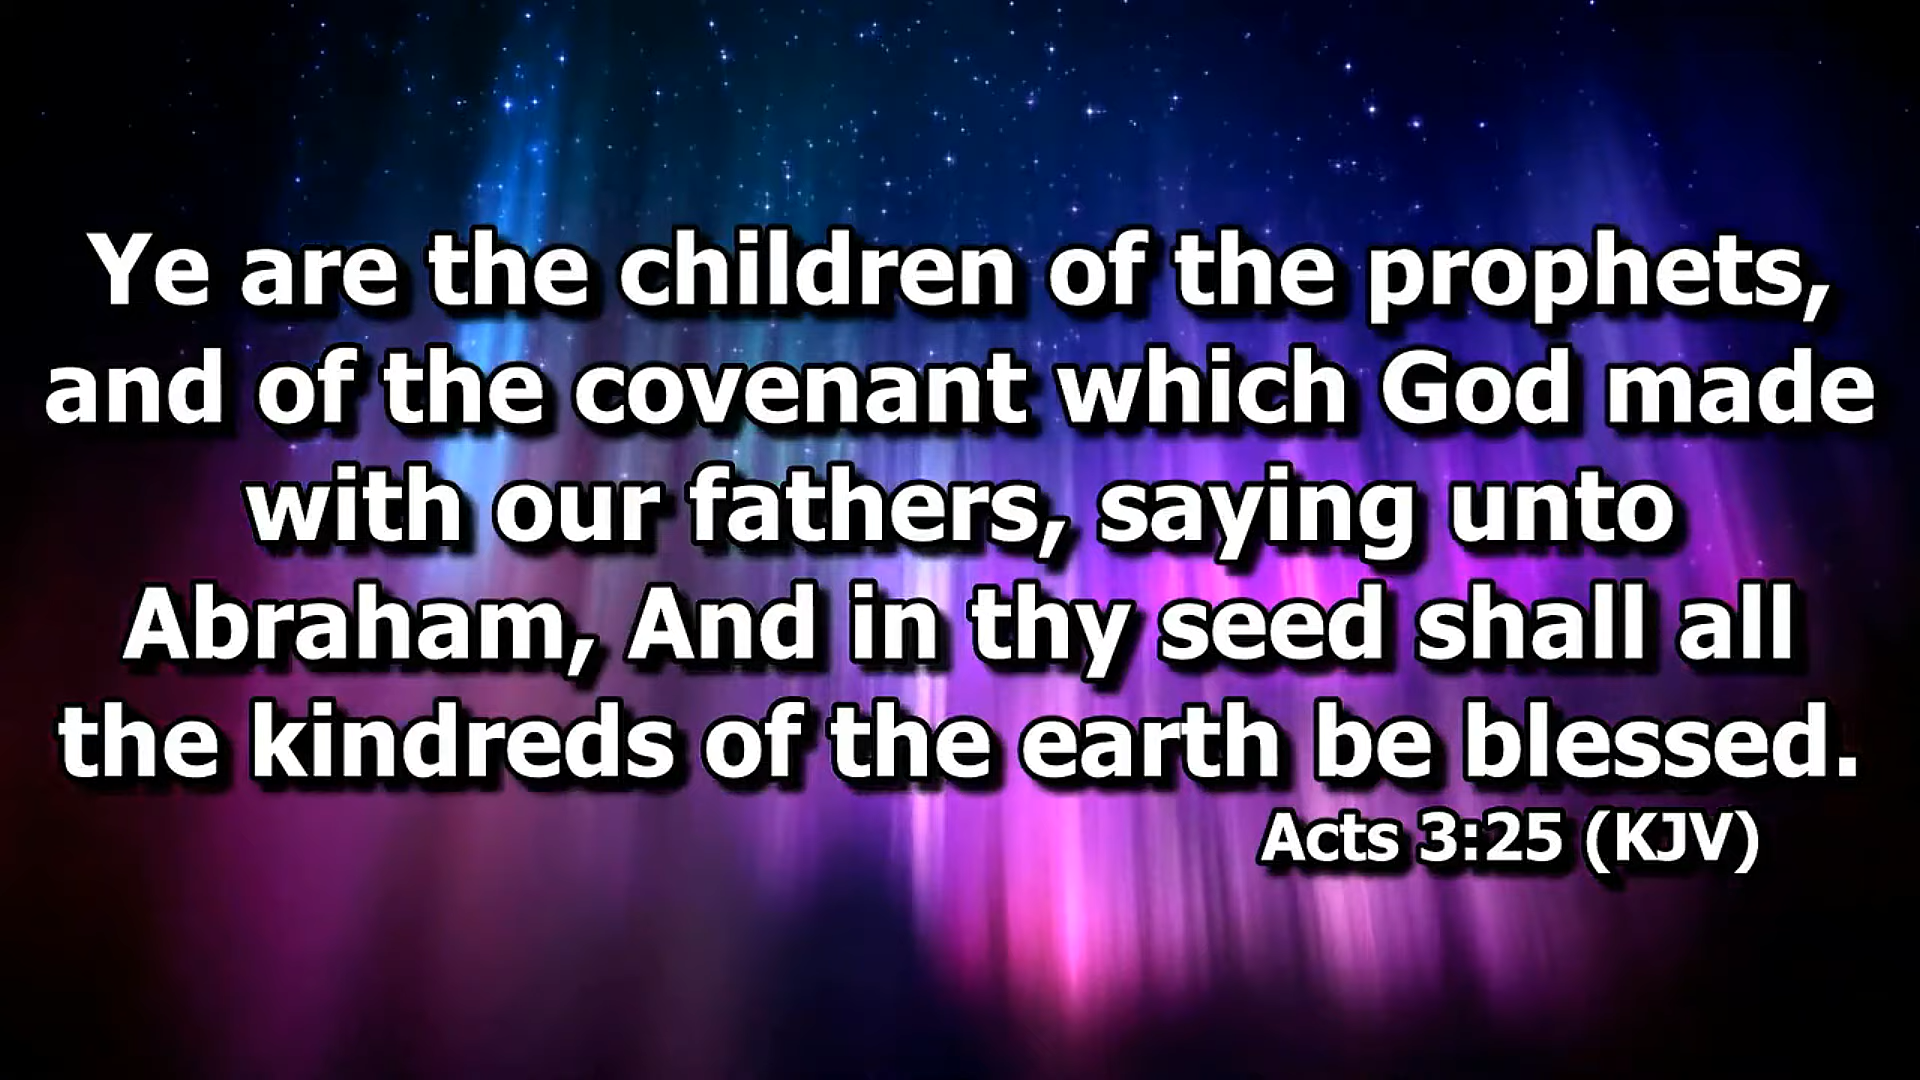 Ye are the children of the prophets,
and of the covenant which God made
with our fathers, saying unto
Abraham, And in thy seed shall all
the kindreds of the earth be blessed.
Acts 3:25 (KJV)